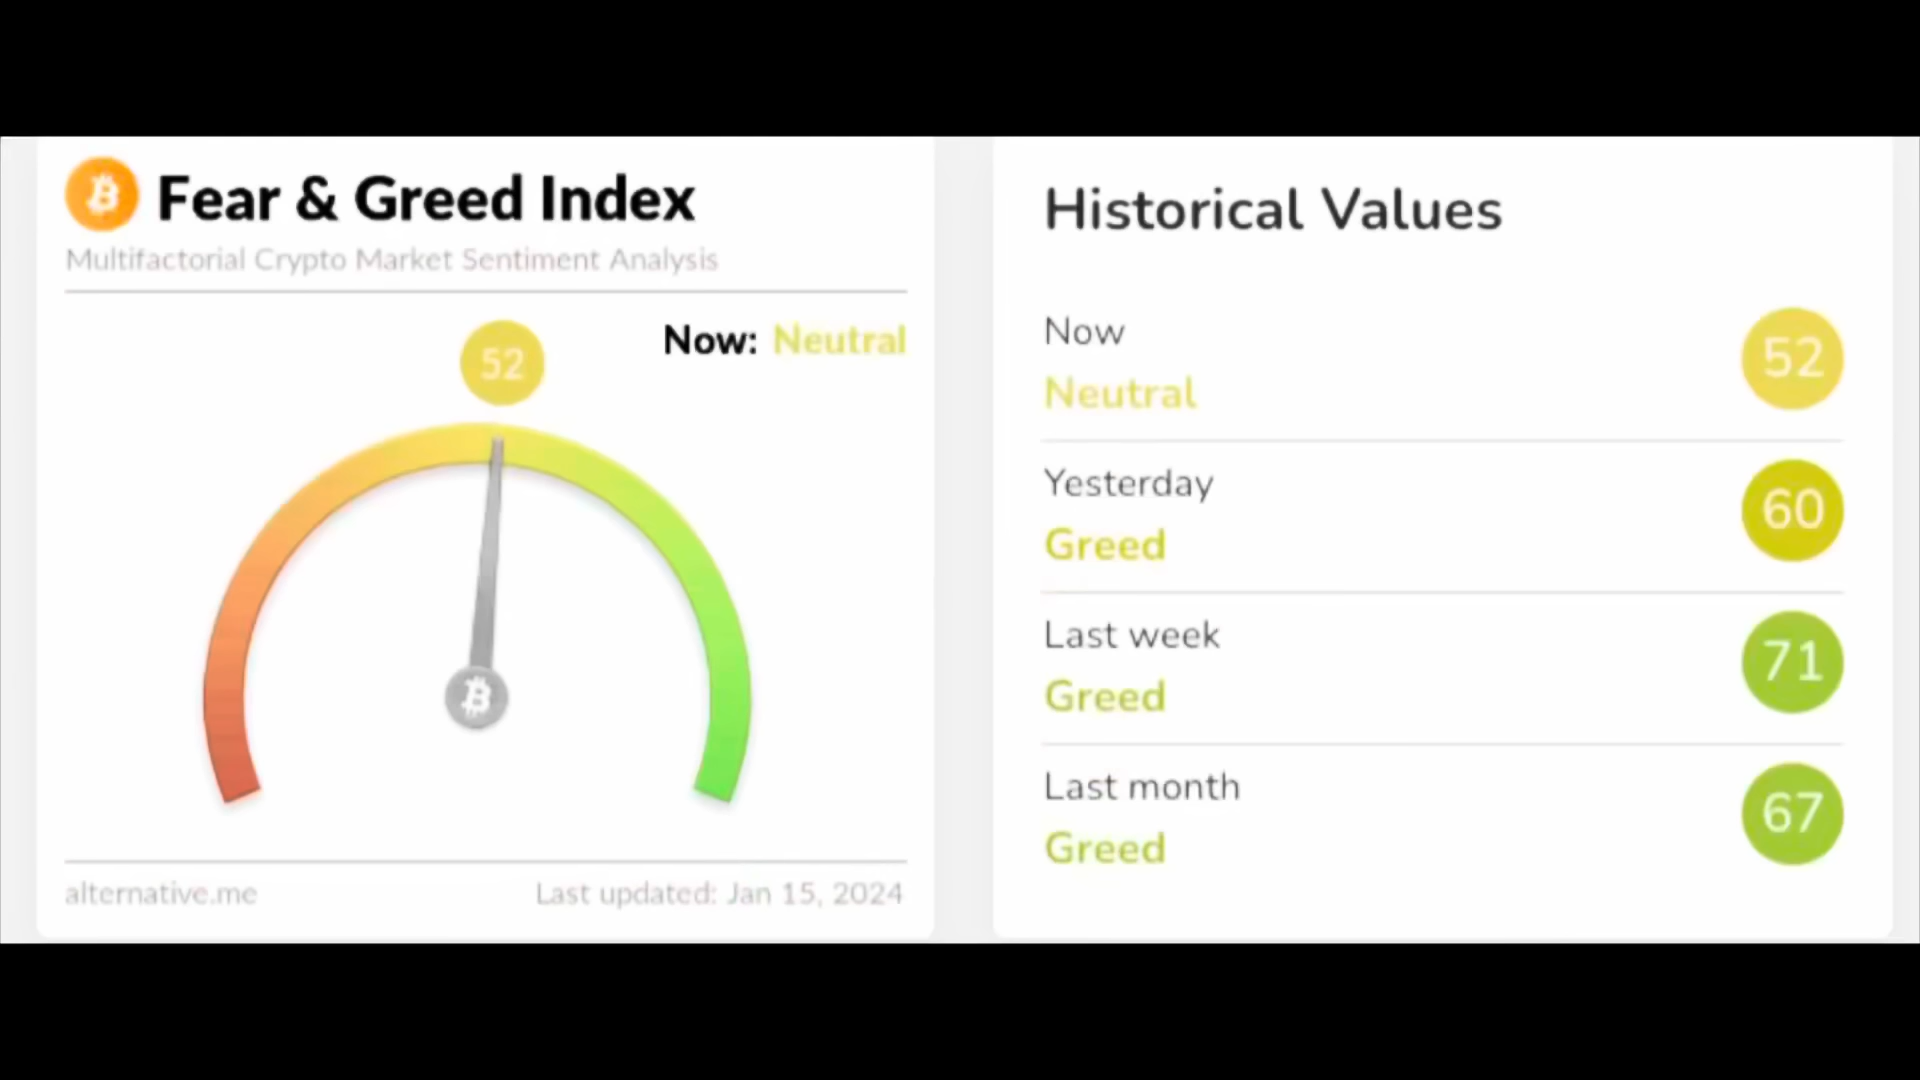 Fear & Greed Index
Multifactorial Crypto Market Sentiment Analysis
Now: Neutral
52
alternative.me
Last updated: Jan 15, 2024
Historical Values
Now
Neutral
52
Yesterday
Greed
60
Last week
Greed
71
Last month
Greed
67